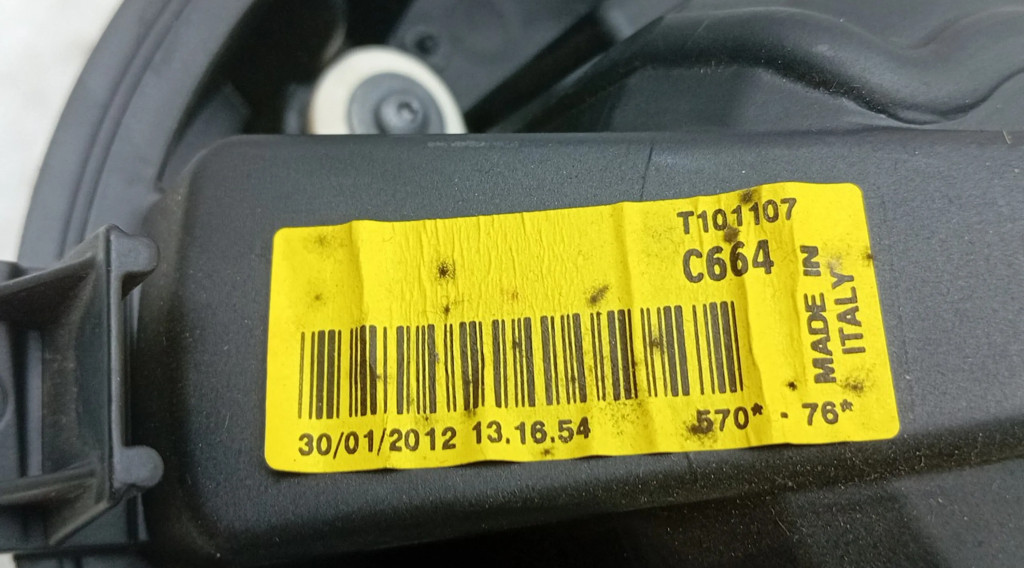 T101107
C664
MADE IN
ITALY
30/01/2012 13.16.54
570* - 76*